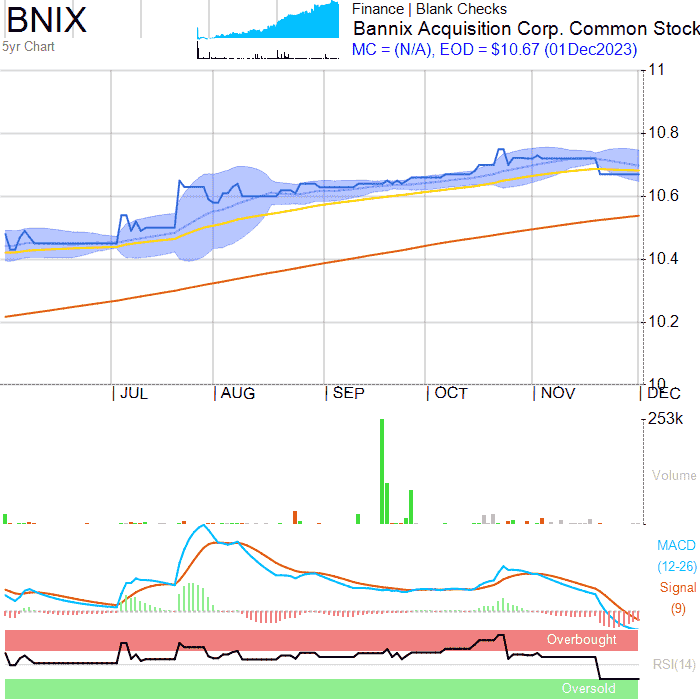 BNIX
5yr Chart
Finance | Blank Checks
Bannix Acquisition Corp. Common Stock
MC = (N/A), EOD = $10.67 (01Dec2023)
11
10.8
10.6
10.4
10.2
10
JUL AUG SEP OCT NOV DEC
253k
Volume
MACD
(12-26)
Signal
(9)
Overbought
RSI(14)
Oversold